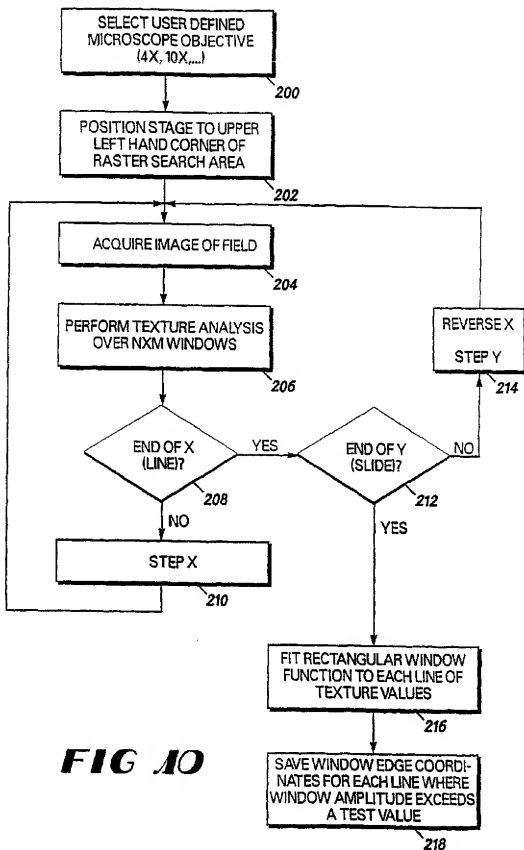 SELECT USER DEFINED
MICROSCOPE OBJECTIVE
(4X, 10X,...)
200
POSITION STAGE TO UPPER
LEFT HAND CORNER OF
RASTER SEARCH AREA
202
ACQUIRE IMAGE OF FIELD
204
PERFORM TEXTURE ANALYSIS
OVER NXM WINDOWS
206
REVERSE X
STEP Y
214
END OF X
(LINE)?
208
YES
END OF Y
(SLIDE)?
212
NO
NO
YES
STEP X
210
FIT RECTANGULAR WINDOW
FUNCTION TO EACH LINE OF
TEXTURE VALUES
216
SAVE WINDOW EDGE COORDI-
NATES FOR EACH LINE WHERE
WINDOW AMPLITUDE EXCEEDS
A TEST VALUE
218
FIG 10